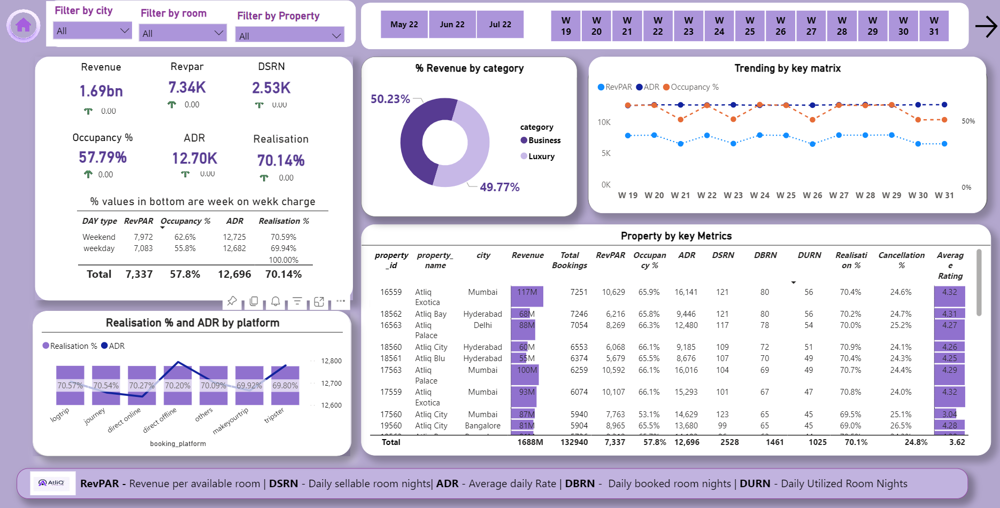 Filter by city
All
Filter by room
All
Filter by Property
All
May 22
Jun 22
Jul 22
W 19
W 20
W 21
W 22
W 23
W 24
W 25
W 26
W 27
W 28
W 29
W 30
W 31
Revenue
1.69bn
0.00
Revpar
7.34K
0.00
DSRN
2.53K
0.00
Occupancy %
57.79%
0.00
ADR
12.70K
0.00
Realisation
70.14%
0.00
% values in bottom are week on wekk charge
DAY type RevPAR Occupancy % ADR Realisation %
Weekend 7,972 62.6% 12,725 70.59%
weekday 7,083 55.8% 12,682 69.94%
100.00%
Total 7,337 57.8% 12,696 70.14%
% Revenue by category
50.23%
49.77%
category
Business
Luxury
Trending by key matrix
RevPAR ADR Occupancy %
10K
5K
0K
50%
0%
W 19 W 20 W 21 W 22 W 23 W 24 W 25 W 26 W 27 W 28 W 29 W 30 W 31
Realisation % and ADR by platform
Realisation % ADR
12,800
12,700
12,600
70.57% 70.54% 70.27% 70.20% 70.09% 69.92% 69.80%
logtrip
journey
direct online
direct offline
others
makeyourtrip
tripster
booking_platform
Property by key Metrics
property_id property_name city Revenue Total Bookings RevPAR Occupancy % ADR DSRN DBRN DURN Realisation % Cancellation % Average Rating
16559 Atliq Exotica Mumbai 117M 7251 10,629 65.9% 16,141 121 80 56 70.4% 24.6% 4.32
18562 Atliq Bay Hyderabad 68M 7246 6,216 65.8% 9,446 121 80 56 70.2% 24.7% 4.31
16563 Atliq Palace Delhi 88M 7054 8,269 66.3% 12,480 117 78 54 70.0% 25.2% 4.27
18560 Atliq City Hyderabad 60M 6553 6,068 66.1% 9,185 109 72 51 70.9% 24.1% 4.26
18561 Atliq Blu Hyderabad 55M 6374 5,679 65.5% 8,676 107 70 49 70.4% 24.3% 4.25
17563 Atliq Palace Mumbai 100M 6259 10,592 66.1% 16,016 104 69 49 70.7% 24.4% 4.29
17559 Atliq Exotica Mumbai 93M 6074 10,107 66.1% 15,293 101 67 47 70.8% 24.0% 4.32
17560 Atliq City Mumbai 87M 5940 7,763 53.1% 14,629 123 65 45 69.5% 25.1% 3.04
19560 Atliq City Bangalore 81M 5904 8,965 65.5% 13,680 99 65 45 69.0% 26.5% 4.28
Total 1688M 132940 7,337 57.8% 12,696 2528 1461 1025 70.1% 24.8% 3.62
AtliQ
RevPAR - Revenue per available room | DSRN - Daily sellable room nights| ADR - Average daily Rate | DBRN - Daily booked room nights | DURN - Daily Utilized Room Nights